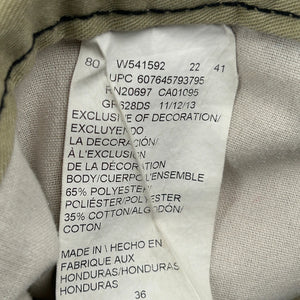 80 W541592 22 41
UPC 607645793795
RN20697 CA01095
GP628DS 11/12/13
EXCLUSIVE OF DECORATION/
EXCLUYENDO
LA DECORACIÓN/
À L'EXCLUSION
DE LA DÉCORATION
BODY/CUERPO/L'ENSEMBLE
65% POLYESTER/
POLIÉSTER/POLYESTER
35% COTTON/ALGODÓN/
COTON
MADE IN \ HECHO EN
FABRIQUE AUX
HONDURAS/HONDURAS/
HONDURAS
36